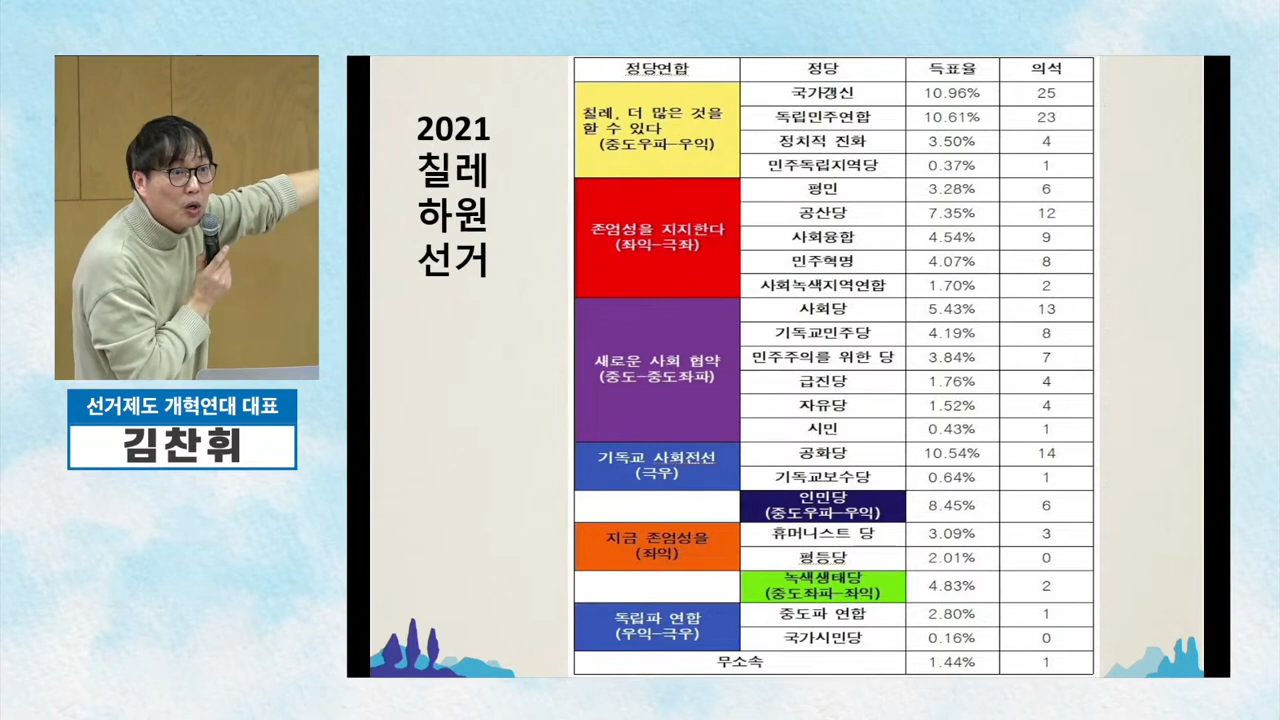 2021
칠레
하원
선거
정당연합 정당 득표율 의석
칠레, 더 많은 것을
할 수 있다
(중도우파-우익)
국가갱신 10.96% 25
독립민주연합 10.61% 23
정치적 진화 3.50% 4
민주독립지역당 0.37% 1
존엄성을 지지한다
(좌익-극좌)
평민 3.28% 6
공산당 7.35% 12
사회융합 4.54% 9
민주혁명 4.07% 8
사회녹색지역연합 1.70% 2
새로운 사회 협약
(중도-중도좌파)
사회당 5.43% 13
기독교민주당 4.19% 8
민주주의를 위한 당 3.84% 7
급진당 1.76% 4
자유당 1.52% 4
시민 0.43% 1
기독교 사회전선
(극우)
공화당 10.54% 14
기독교보수당 0.64% 1
인민당
(중도우파-우익)
8.45% 6
지금 존엄성을
(좌익)
휴머니스트 당 3.09% 3
평등당 2.01% 0
녹색생태당
(중도좌파-좌익)
4.83% 2
독립파 연합
(우익-극우)
중도파 연합 2.80% 1
국가시민당 0.16% 0
무소속 1.44% 1
선거제도 개혁연대 대표
김찬휘